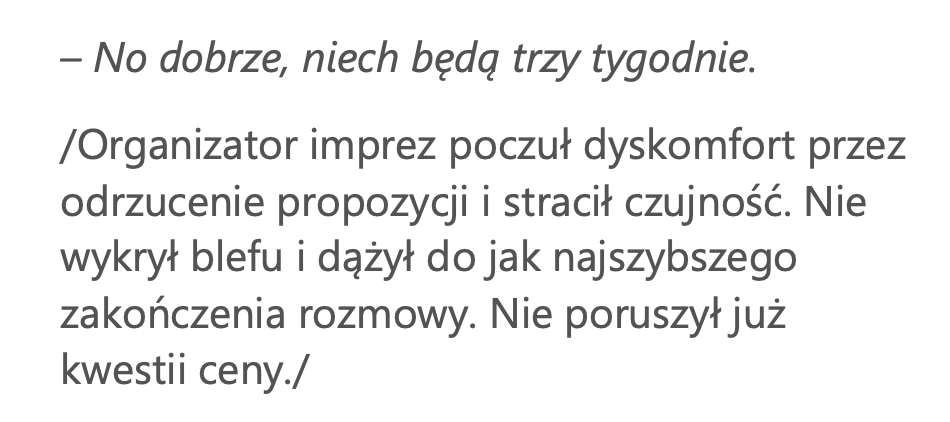 – No dobrze, niech będą trzy tygodnie.
/Organizator imprez poczuł dyskomfort przez
odrzucenie propozycji i stracił czujność. Nie
wykrył blefu i dążył do jak najszybszego
zakończenia rozmowy. Nie poruszył już
kwestii ceny./